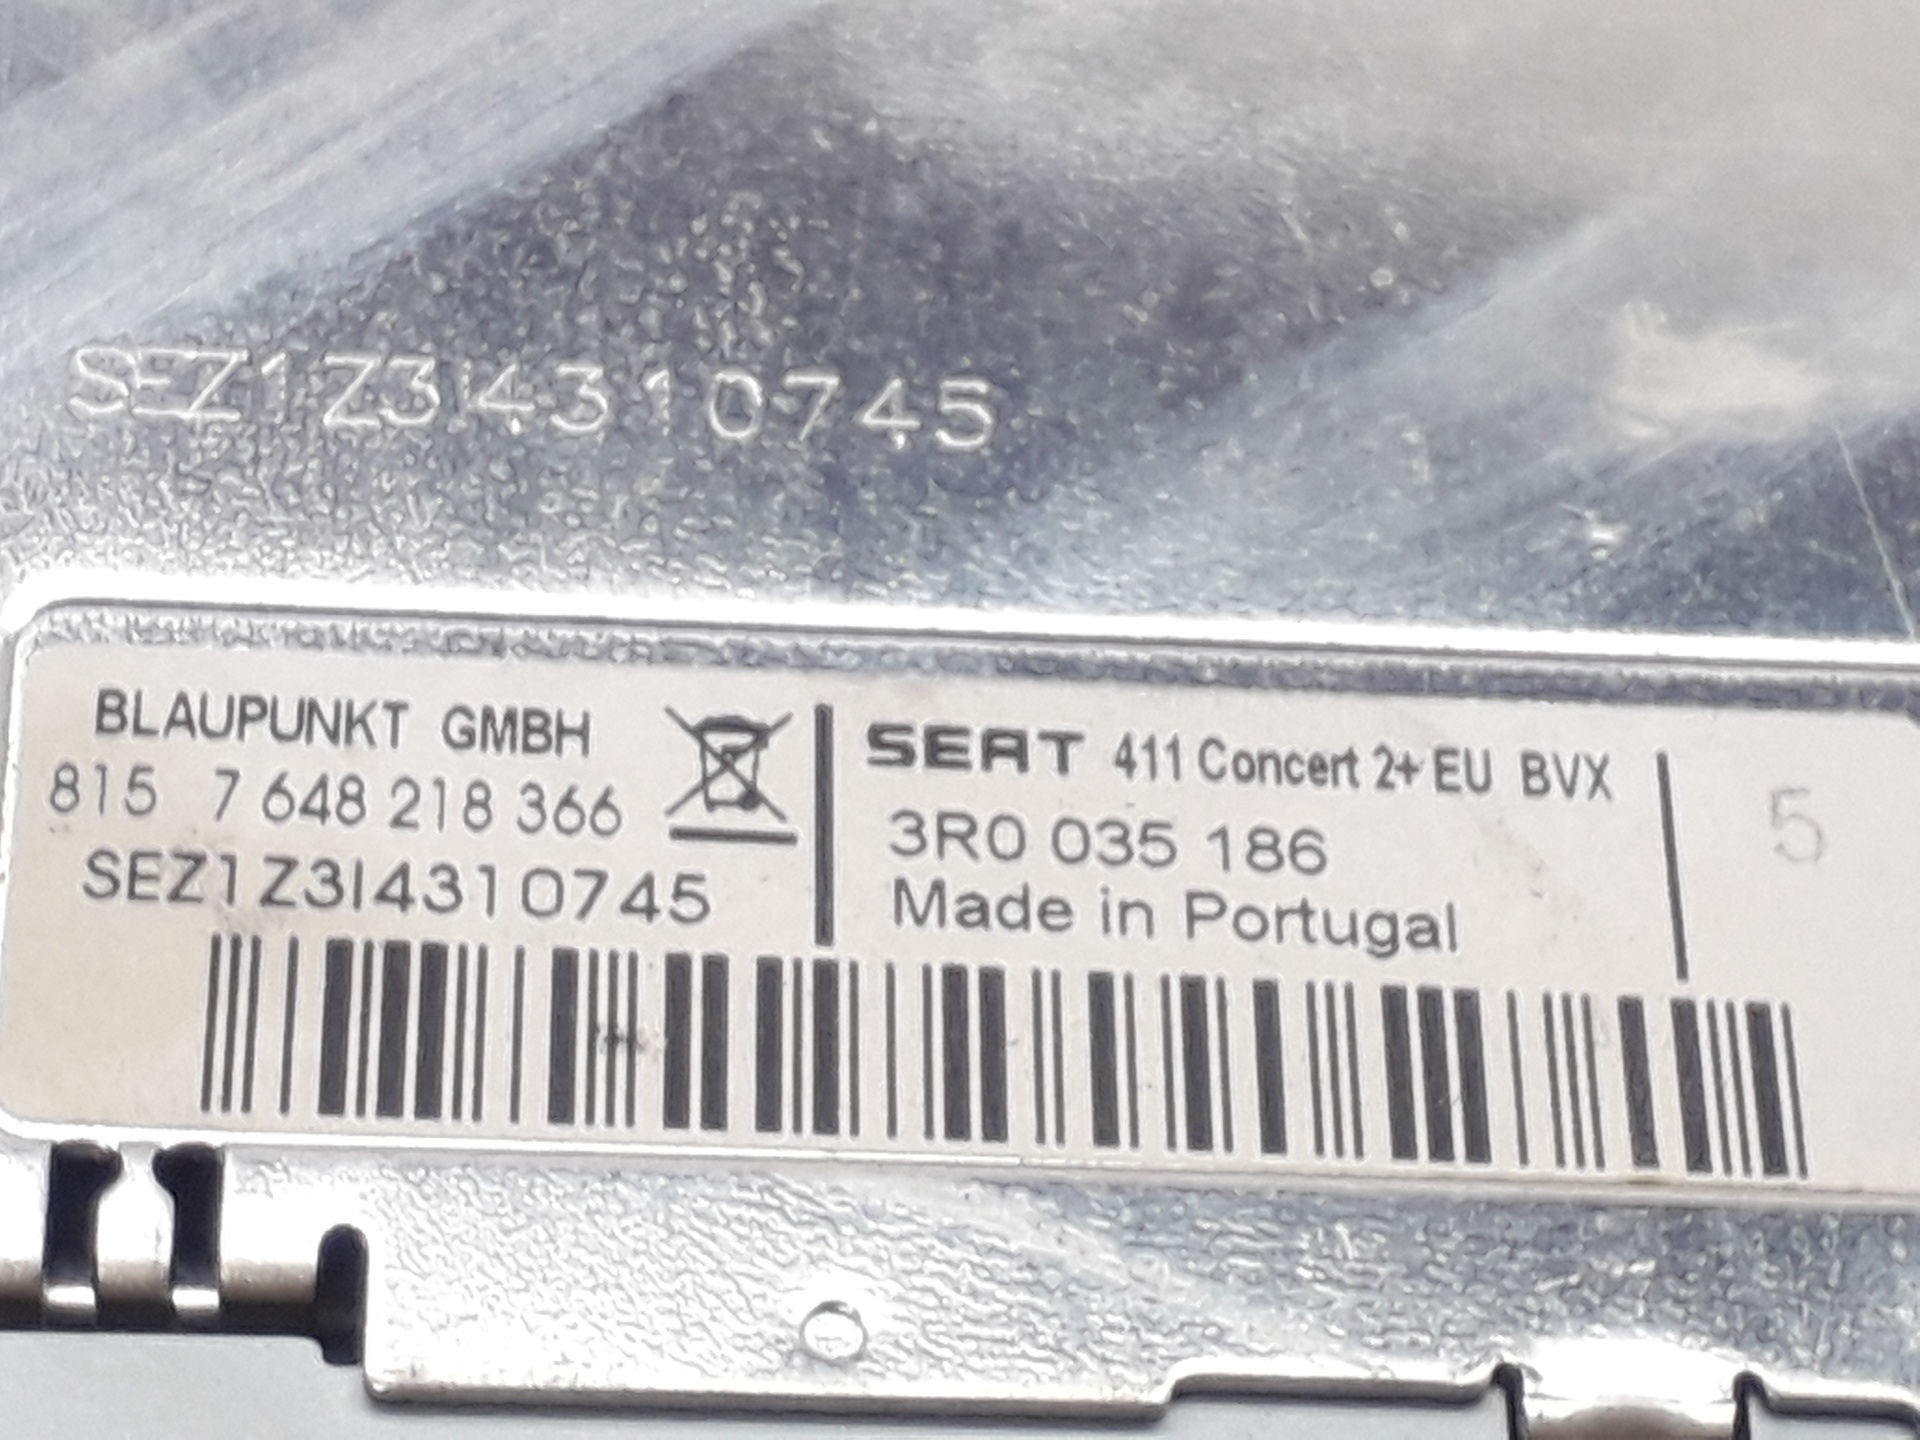 SEZ1Z3I4310745
BLAUPUNKT GMBH
815 7 648 218 366
SEZ1Z3I4310745
SEAT 411 Concert 2+ EU BVX
3R0 035 186
Made in Portugal
5